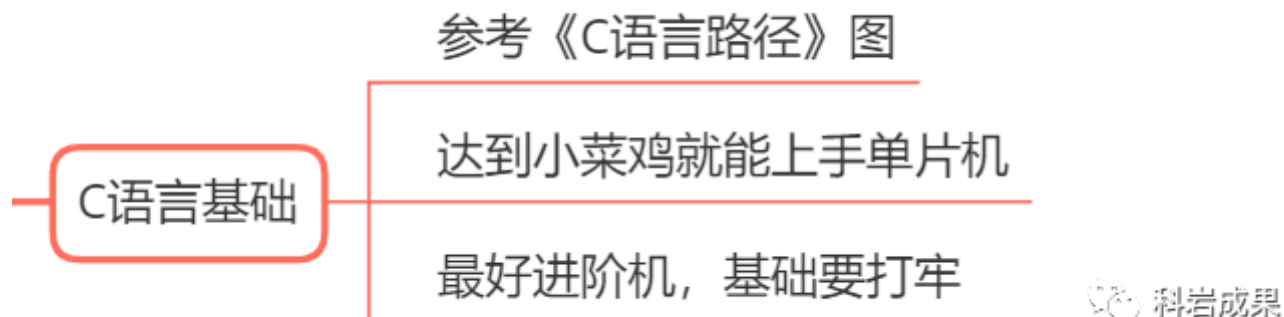 参考《C语言路径》图
达到小菜鸡就能上手单片机
C语言基础
最好进阶机，基础要打牢
科岩成果